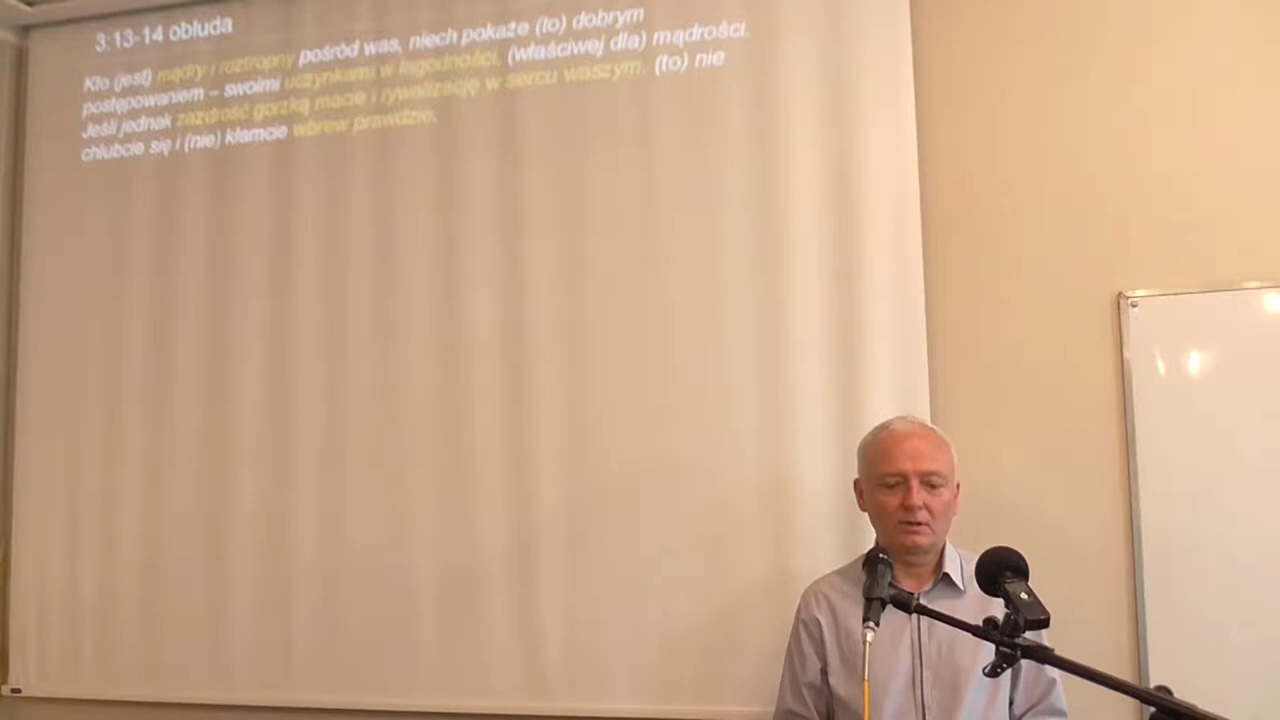 3:13-14 obłuda
Kto (jest) mądry i roztropny pośród was, niech pokaże (to) dobrym
postępowaniem – swoimi uczynkami w łagodności, (właściwej dla) mądrości.
Jeśli jednak zazdrość gorzką macie i rywalizację w sercu waszym, (to) nie
chlubcie się i (nie) kłamcie wbrew prawdzie.